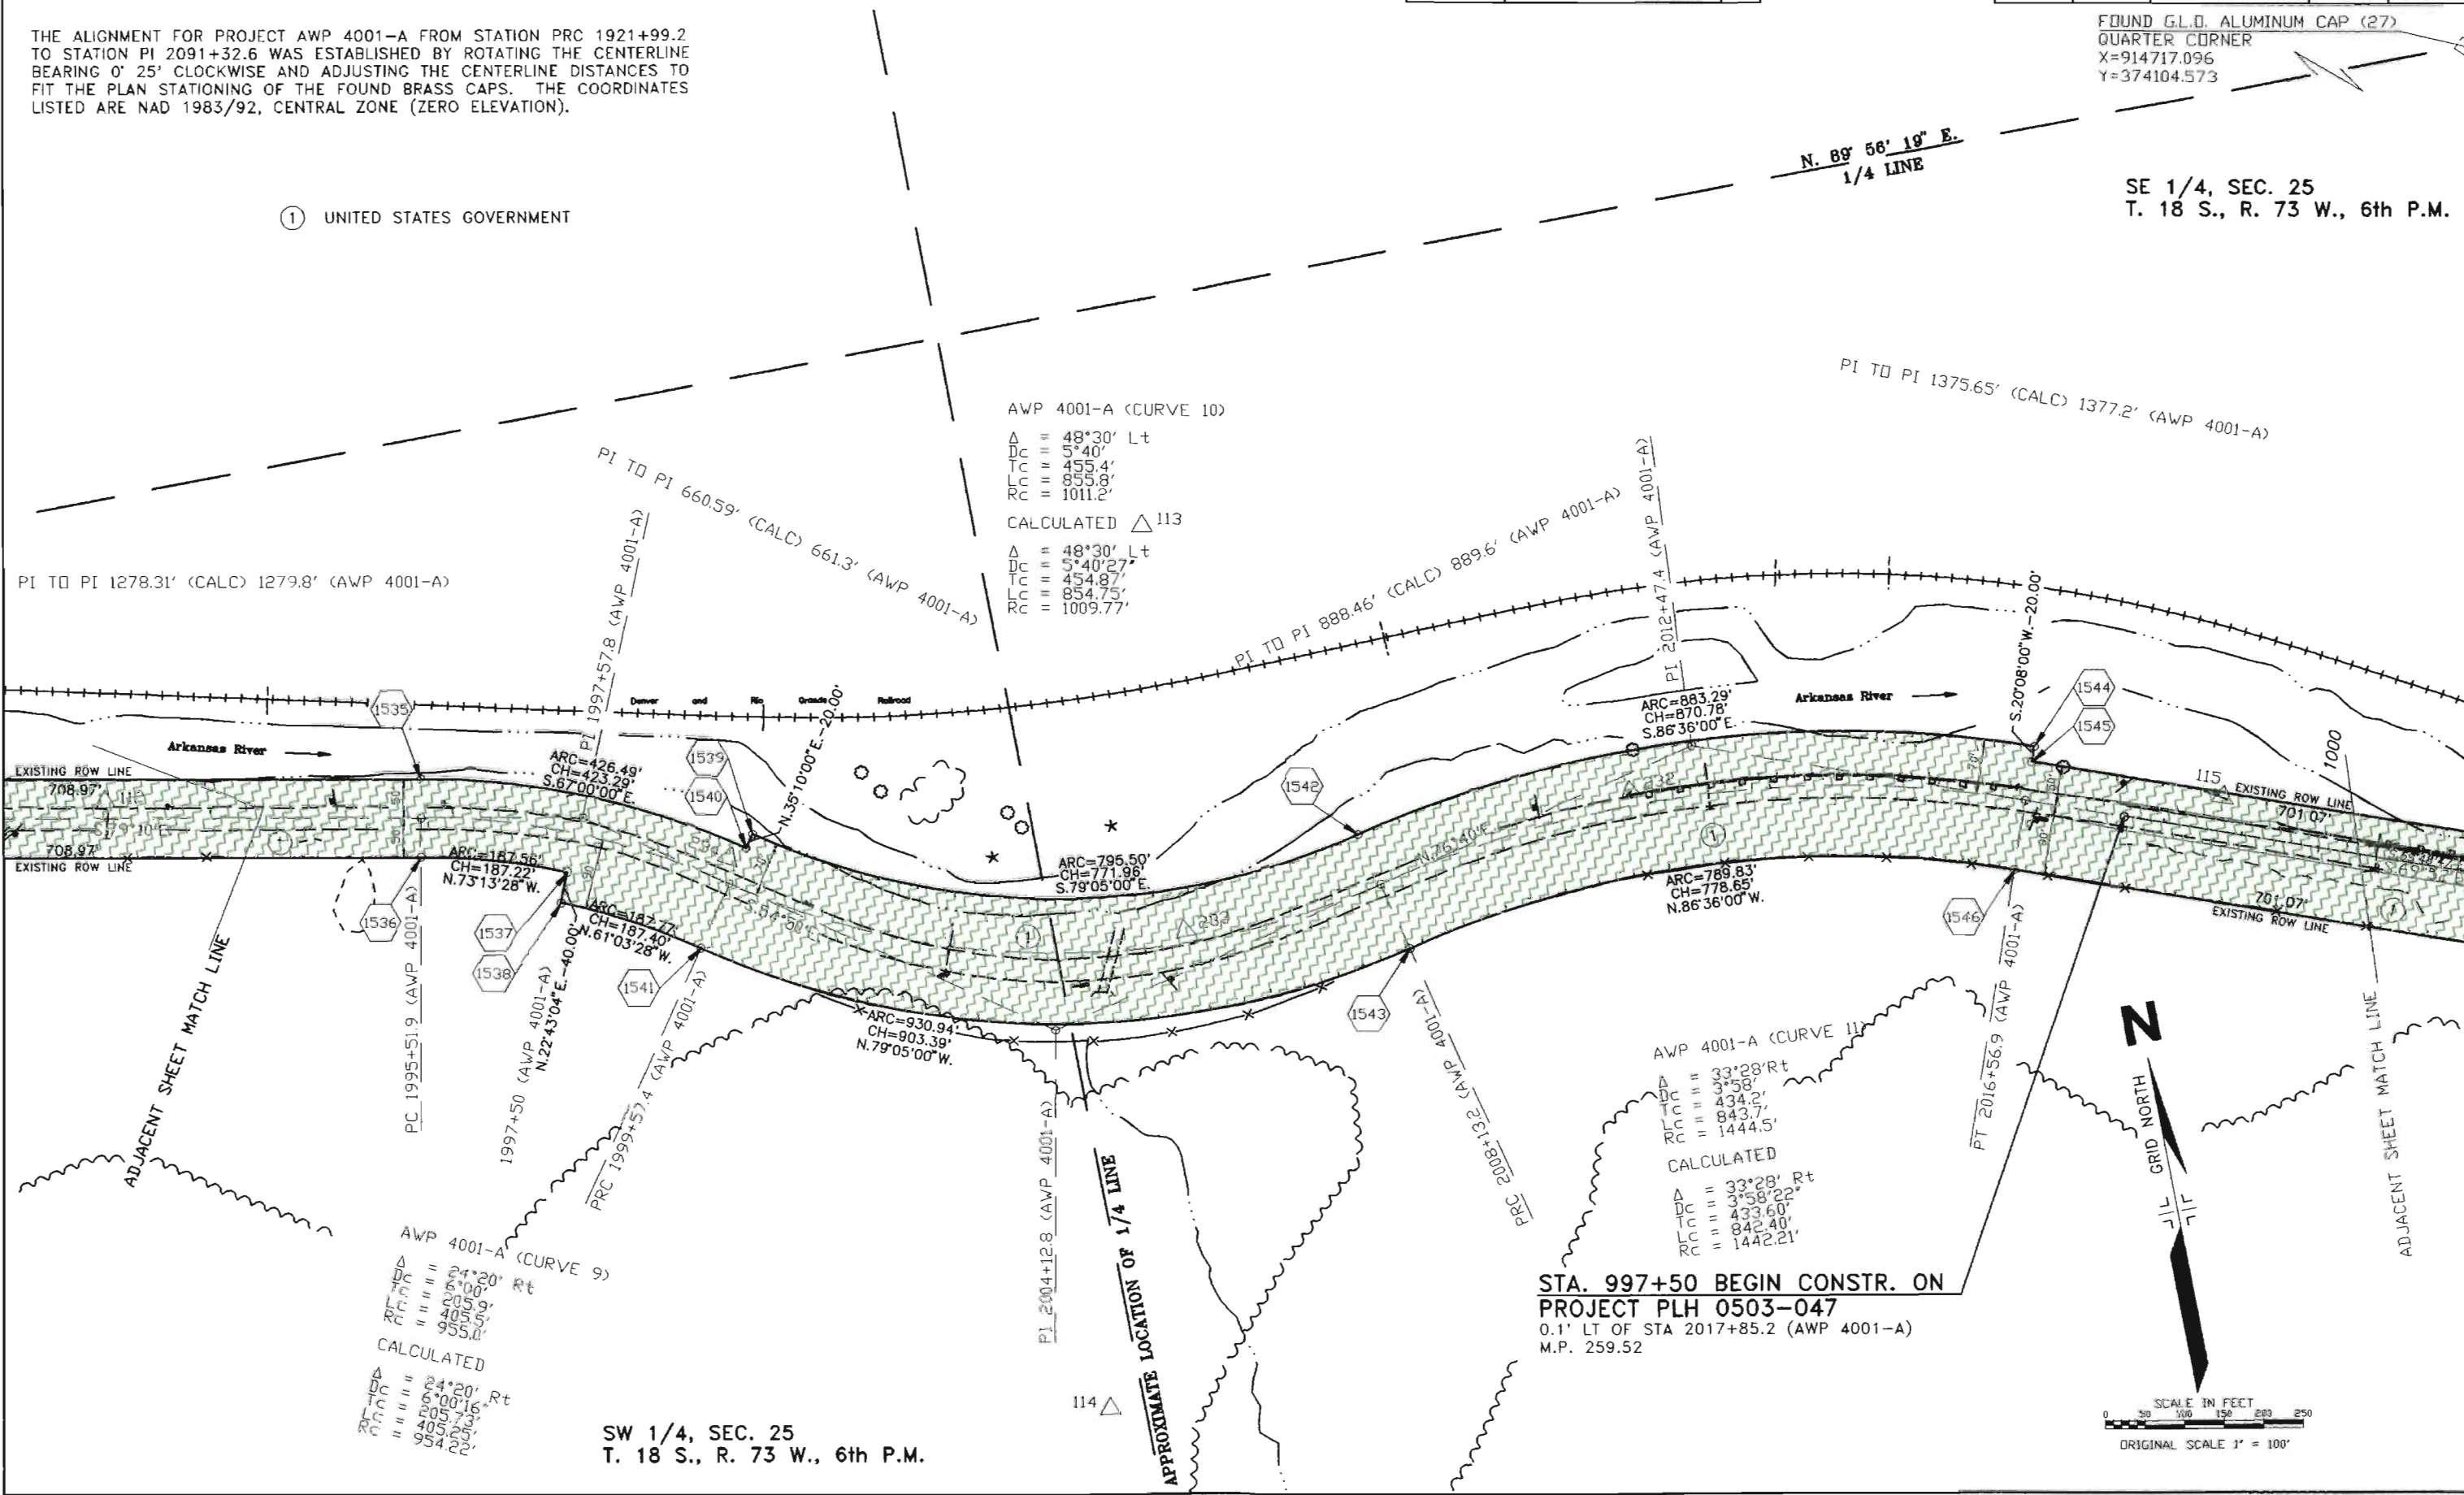 THE ALIGNMENT FOR PROJECT AWP 4001-A FROM STATION PRC 1921+99.2
TO STATION PI 2091+32.6 WAS ESTABLISHED BY ROTATING THE CENTERLINE
BEARING 0° 25' CLOCKWISE AND ADJUSTING THE CENTERLINE DISTANCES TO
FIT THE PLAN STATIONING OF THE FOUND BRASS CAPS. THE COORDINATES
LISTED ARE NAD 1983/92, CENTRAL ZONE (ZERO ELEVATION).
FOUND G.L.O. ALUMINUM CAP (27)
QUARTER CORNER
X=914717.096
Y=374104.573
N. 89° 56' 19" E.
1/4 LINE
SE 1/4, SEC. 25
T. 18 S., R. 73 W., 6th P.M.
1 UNITED STATES GOVERNMENT
PI TO PI 1375.65' (CALC) 1377.2' (AWP 4001-A)
AWP 4001-A (CURVE 10)
Δ = 48°30' Lt
Dc = 5°40'
Tc = 455.4'
Lc = 855.8'
Rc = 1011.2'
CALCULATED △ 113
Δ = 48°30' Lt
Dc = 5°40'27"
Tc = 454.87'
Lc = 854.75'
Rc = 1009.77'
PI TO PI 660.59' (CALC) 661.3' (AWP 4001-A)
PI TO PI 1278.31' (CALC) 1279.8' (AWP 4001-A)
PI TO PI 888.46' (CALC) 889.6' (AWP 4001-A)
PI 1997+57.8 (AWP 4001-A)
PI 2012+47.4 (AWP 4001-A)
Denver and Rio Grande Railroad
Arkansas River
Arkansas River
1535
EXISTING ROW LINE
708.97'
708.97'
EXISTING ROW LINE
ARC=426.49'
CH=423.29'
S.67°00'00"E.
1539
1540
N.35°10'00"E.-20.00'
ARC=187.56'
CH=187.22'
N.73°13'28"W.
1536
1537
1538
ARC=187.77'
CH=187.40'
N.61°03'28"W.
S.54°50'E.
1541
N.22°43'04"E.-40.00'
ARC=795.50'
CH=771.96'
S.79°05'00"E.
1
1
1
232
ARC=930.94'
CH=903.39'
N.79°05'00"W.
1542
1543
ARC=883.29'
CH=870.78'
S.86°36'00"E.
232
N.76°40'E.
ARC=789.83'
CH=778.65'
N.86°36'00"W.
S.20°08'00"W.-20.00'
1544
1545
1546
1000
115
EXISTING ROW LINE
701.07'
701.07'
EXISTING ROW LINE
1
ADJACENT SHEET MATCH LINE
PC 1995+51.9 (AWP 4001-A)
1997+50 (AWP 4001-A)
PRC 1999+57.4 (AWP 4001-A)
PI 2004+12.8 (AWP 4001-A)
APPROXIMATE LOCATION OF 1/4 LINE
PRC 2008+13.2 (AWP 4001-A)
PT 2016+56.9 (AWP 4001-A)
ADJACENT SHEET MATCH LINE
AWP 4001-A (CURVE 11)
Δ = 33°28'Rt
Dc = 3°58'
Tc = 434.2'
Lc = 843.7'
Rc = 1444.5'
CALCULATED
Δ = 33°28' Rt
Dc = 3°58'22"
Tc = 433.60'
Lc = 842.40'
Rc = 1442.21'
AWP 4001-A (CURVE 9)
Δ = 24°20' Rt
Dc = 6°00'
Tc = 205.9'
Lc = 405.5'
Rc = 955.0'
CALCULATED
Δ = 24°20' Rt
Dc = 6°00'16"
Tc = 205.73'
Lc = 405.25'
Rc = 954.22'
STA. 997+50 BEGIN CONSTR. ON
PROJECT PLH 0503-047
0.1' LT OF STA 2017+85.2 (AWP 4001-A)
M.P. 259.52
114
SW 1/4, SEC. 25
T. 18 S., R. 73 W., 6th P.M.
N
GRID NORTH
SCALE IN FEET
0 50 100 150 200 250
ORIGINAL SCALE 1" = 100'